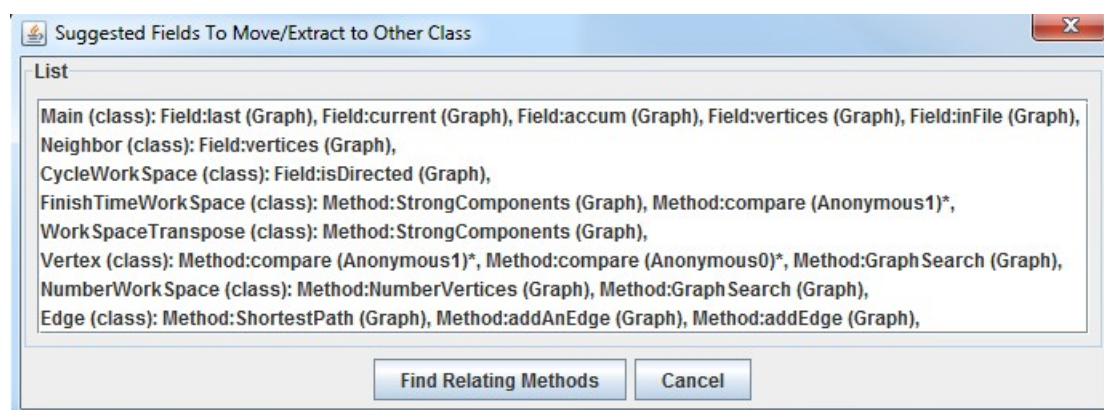 Suggested Fields To Move/Extract to Other Class
List
Main (class): Field:last (Graph), Field:current (Graph), Field:accum (Graph), Field:vertices (Graph), Field:inFile (Graph),
Neighbor (class): Field:vertices (Graph),
CycleWorkSpace (class): Field:isDirected (Graph),
FinishTimeWorkSpace (class): Method:StrongComponents (Graph), Method:compare (Anonymous1)*,
WorkSpaceTranspose (class): Method:StrongComponents (Graph),
Vertex (class): Method:compare (Anonymous1)*, Method:compare (Anonymous0)*, Method:GraphSearch (Graph),
NumberWorkSpace (class): Method:NumberVertices (Graph), Method:GraphSearch (Graph),
Edge (class): Method:ShortestPath (Graph), Method:addAnEdge (Graph), Method:addEdge (Graph),
Find Relating Methods Cancel